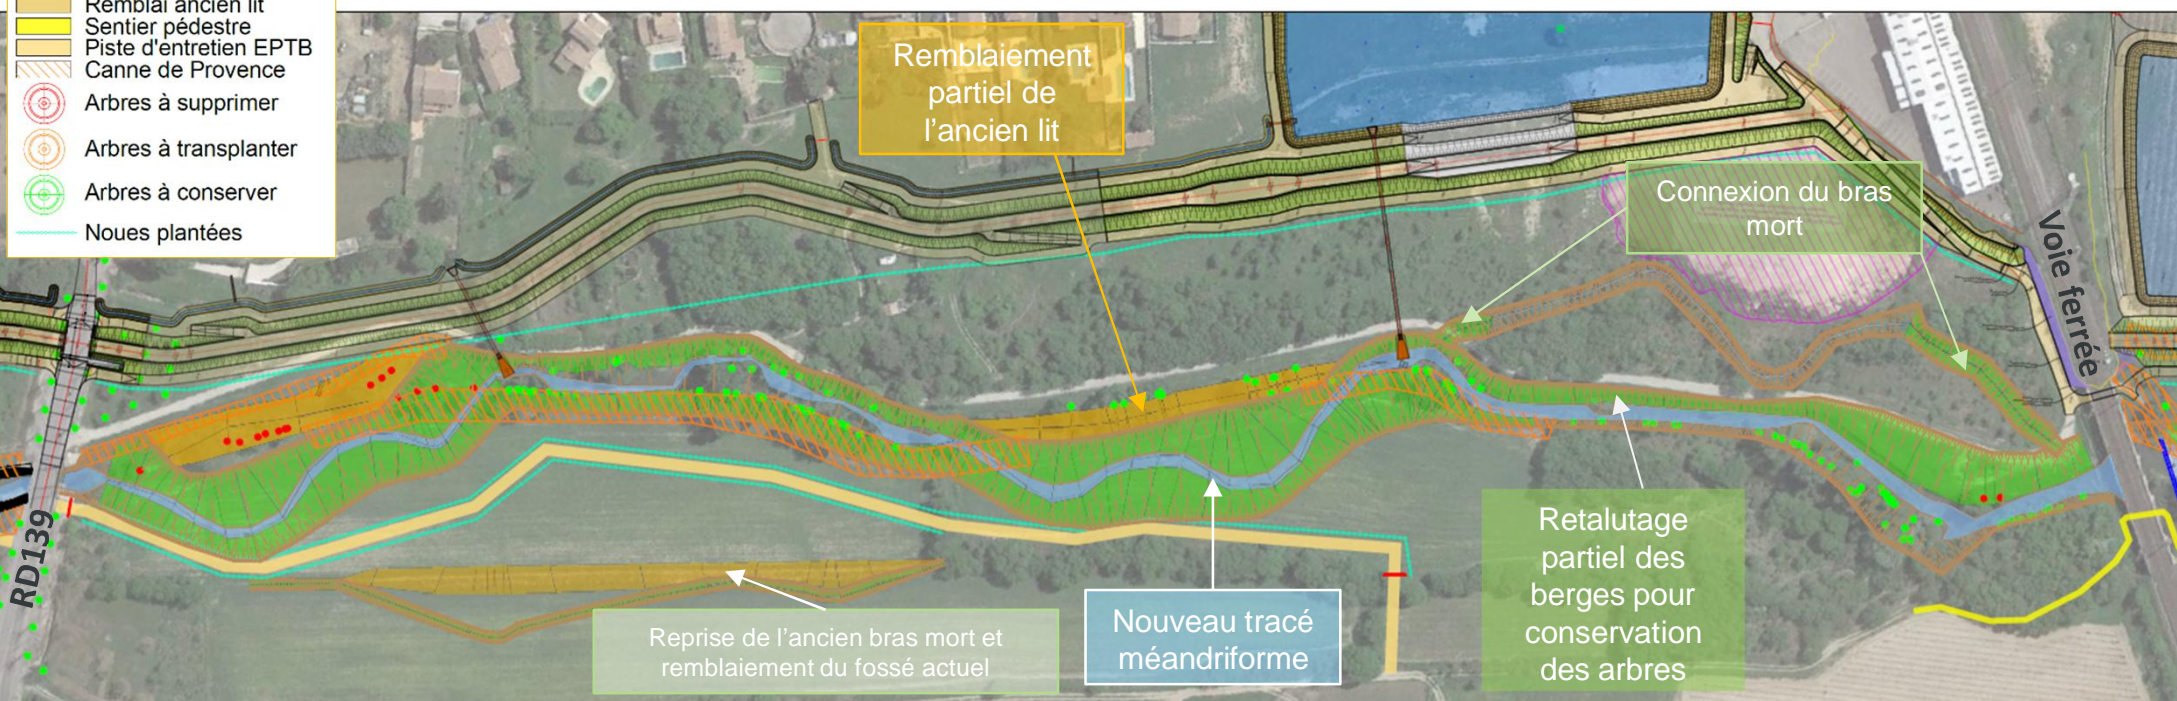 Remblai ancien lit
Sentier pédestre
Piste d'entretien EPTB
Canne de Provence
Arbres à supprimer
Arbres à transplanter
Arbres à conserver
Noues plantées
Remblaiement
partiel de
l’ancien lit
Connexion du bras
mort
Voie ferrée
RD139
Reprise de l’ancien bras mort et
remblaiement du fossé actuel
Nouveau tracé
méandriforme
Retalutage
partiel des
berges pour
conservation
des arbres